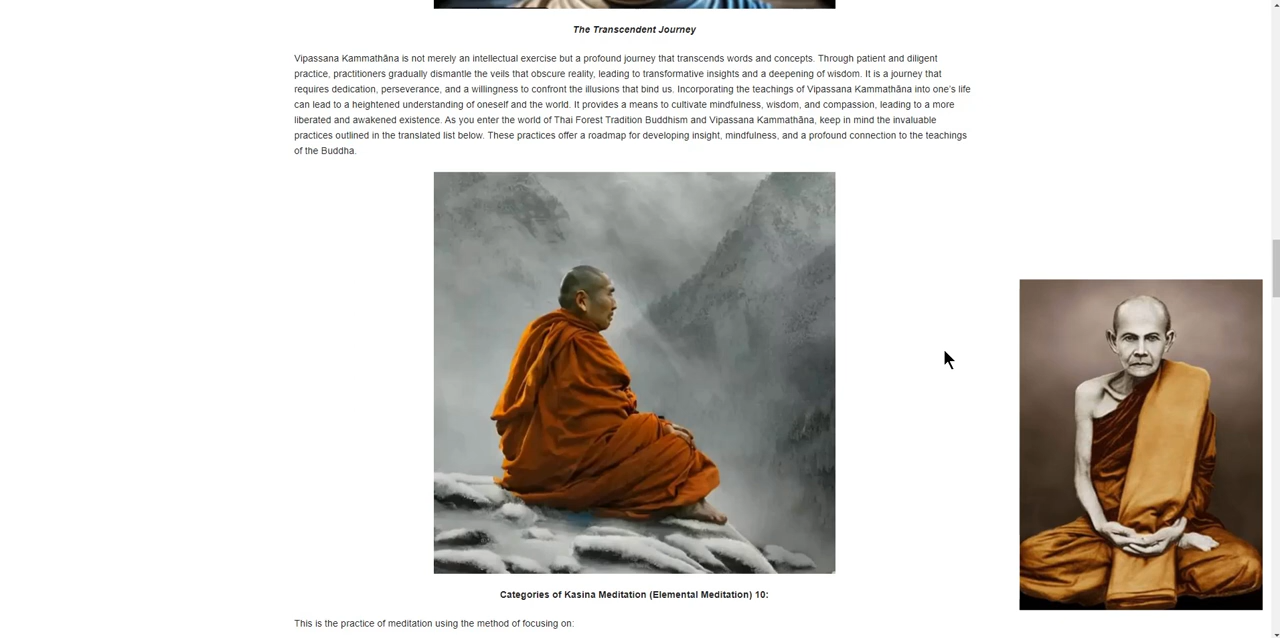 The Transcendent Journey
Vipassana Kammathāna is not merely an intellectual exercise but a profound journey that transcends words and concepts. Through patient and diligent
practice, practitioners gradually dismantle the veils that obscure reality, leading to transformative insights and a deepening of wisdom. It is a journey that
requires dedication, perseverance, and a willingness to confront the illusions that bind us. Incorporating the teachings of Vipassana Kammathāna into one's life
can lead to a heightened understanding of oneself and the world. It provides a means to cultivate mindfulness, wisdom, and compassion, leading to a more
liberated and awakened existence. As you enter the world of Thai Forest Tradition Buddhism and Vipassana Kammathāna, keep in mind the invaluable
practices outlined in the translated list below. These practices offer a roadmap for developing insight, mindfulness, and a profound connection to the teachings
of the Buddha.
Categories of Kasina Meditation (Elemental Meditation) 10:
This is the practice of meditation using the method of focusing on: